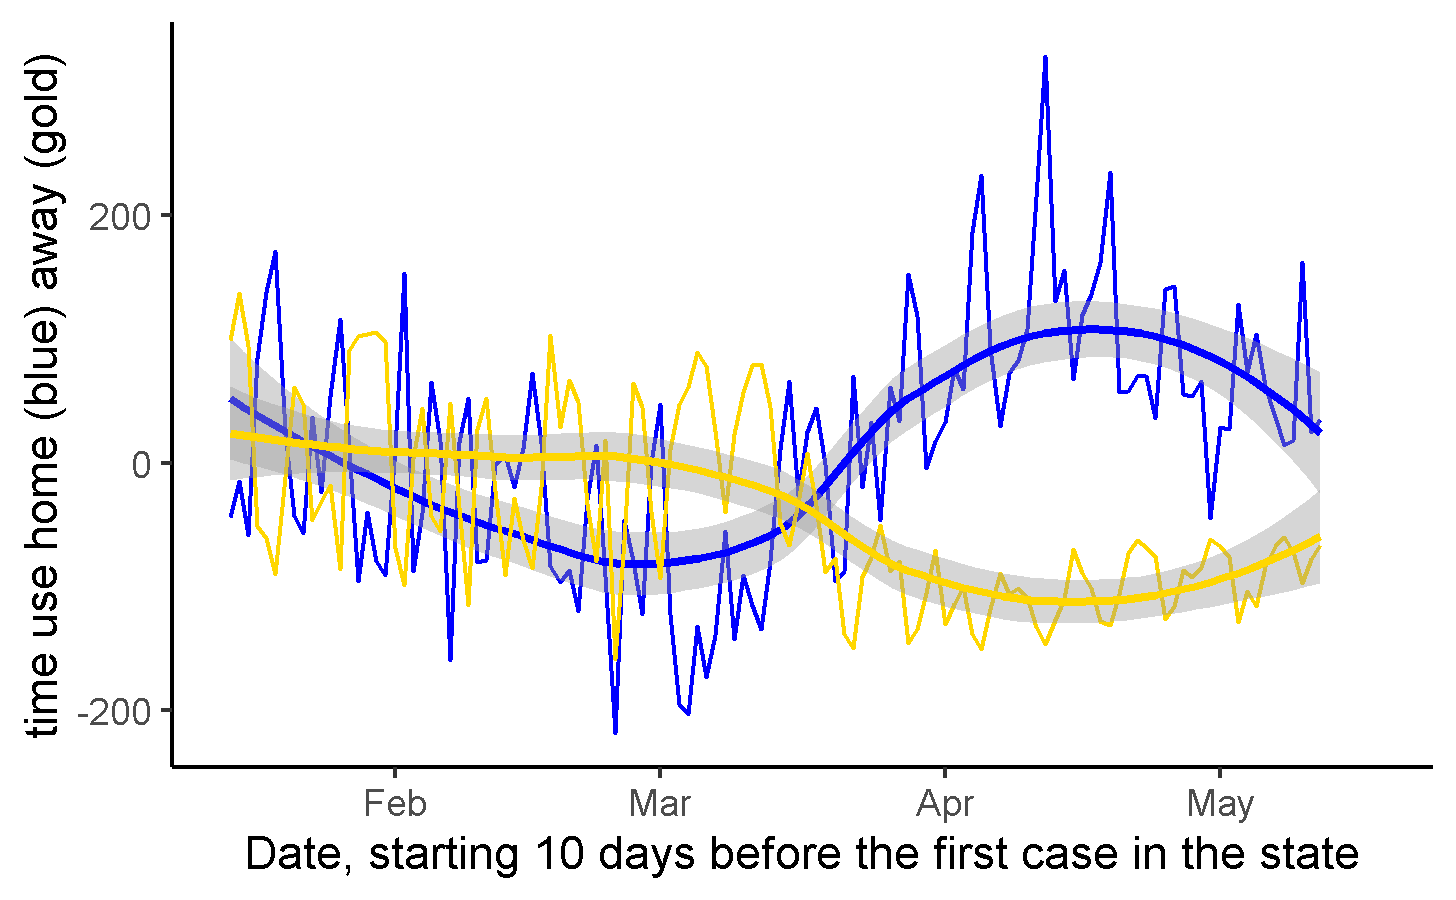 time use home (blue) away (gold)
200
0
-200
Feb Mar Apr May
Date, starting 10 days before the first case in the state